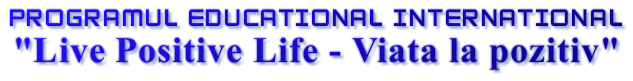 PROGRAMUL EDUCATIONAL INTERNATIONAL
"Live Positive Life - Viata la pozitiv"